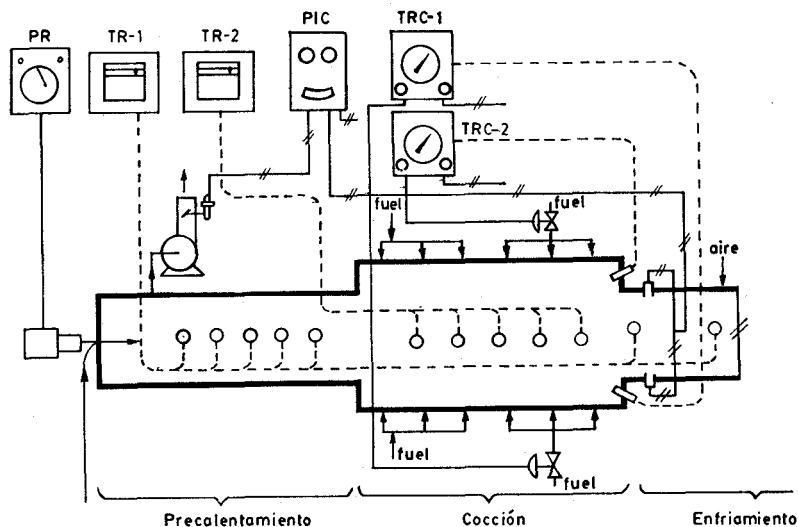 PR
TR-1
TR-2
PIC
TRC-1
TRC-2
fuel
fuel
aire
fuel
fuel
Precalentamiento
Cocción
Enfriamiento